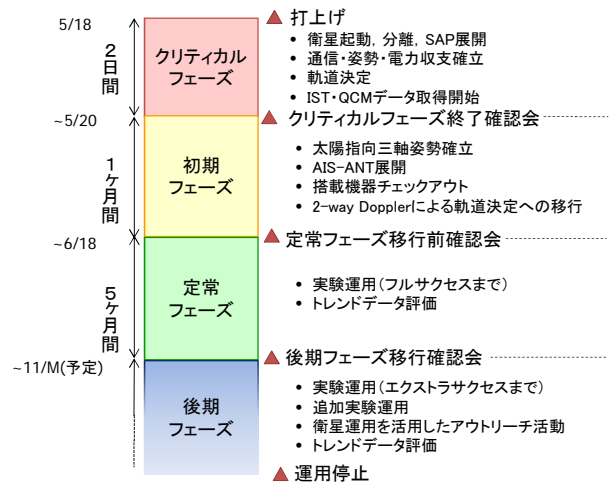 5/18
2日間
クリティカル
フェーズ
▲ 打上げ
• 衛星起動, 分離, SAP展開
• 通信・姿勢・電力収支確立
• 軌道決定
• IST・QCMデータ取得開始
~5/20
▲ クリティカルフェーズ終了確認会
1ヶ月間
初期
フェーズ
• 太陽指向三軸姿勢確立
• AIS-ANT展開
• 搭載機器チェックアウト
• 2-way Dopplerによる軌道決定への移行
~6/18
▲ 定常フェーズ移行前確認会
5ヶ月間
定常
フェーズ
• 実験運用(フルサクセスまで)
• トレンドデータ評価
~11/M(予定)
▲ 後期フェーズ移行確認会
後期
フェーズ
• 実験運用(エクストラサクセスまで)
• 追加実験運用
• 衛星運用を活用したアウトリーチ活動
• トレンドデータ評価
▲ 運用停止